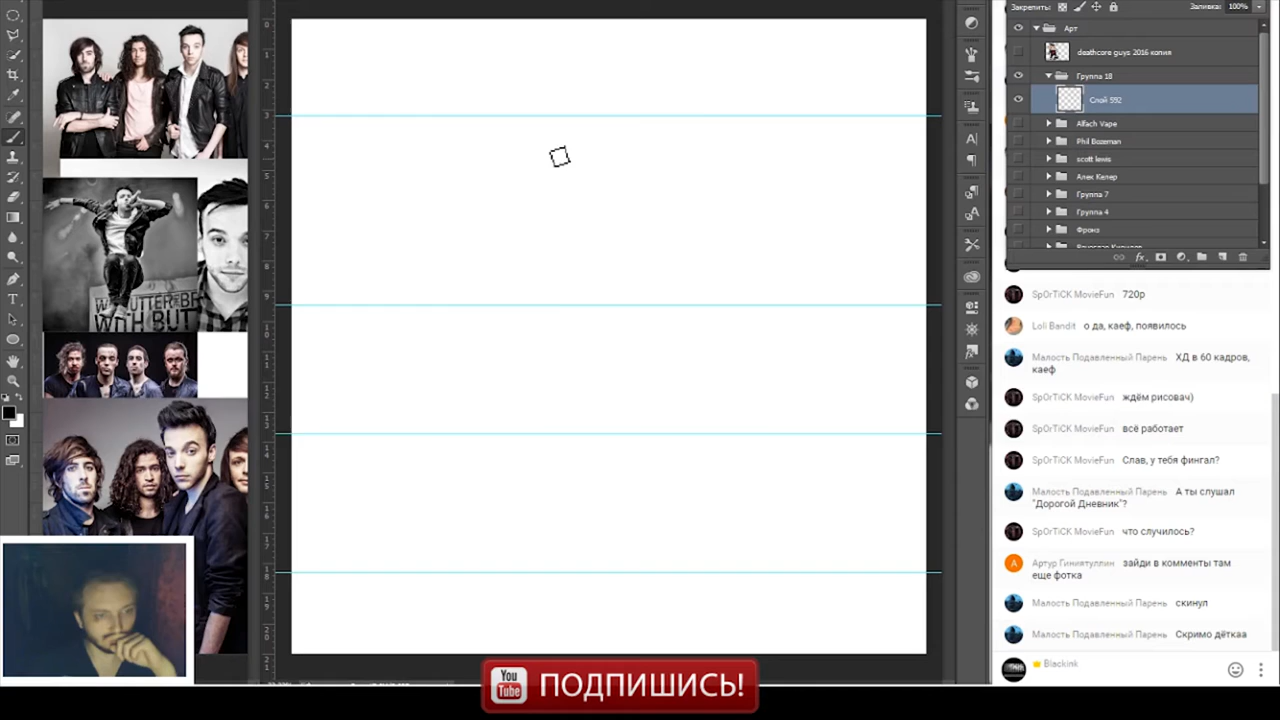 Закрепить:
Заливка: 100%
Арт
deathcore guys 2016 копия
Группа 18
Слой 592
Alfach Vape
Phil Bozeman
scott lewis
Алек Кепер
Группа 7
Группа 4
Фронз
SpOrTiCK MovieFun 720p
Loli Bandit о да, каеф, появилось
Малость Подавленный Парень ХД в 60 кадров,
каеф
SpOrTiCK MovieFun ждём рисовач)
SpOrTiCK MovieFun всё работает
SpOrTiCK MovieFun Слав, у тебя фингал?
Малость Подавленный Парень А ты слушал
"Дорогой Дневник"?
SpOrTiCK MovieFun что случилось?
А
Артур Гиниятуллин зайди в комменты там
еще фотка
Малость Подавленный Парень скинул
Малость Подавленный Парень Скримо дёткаа
Blackink
You
Tube
ПОДПИШИСЬ!